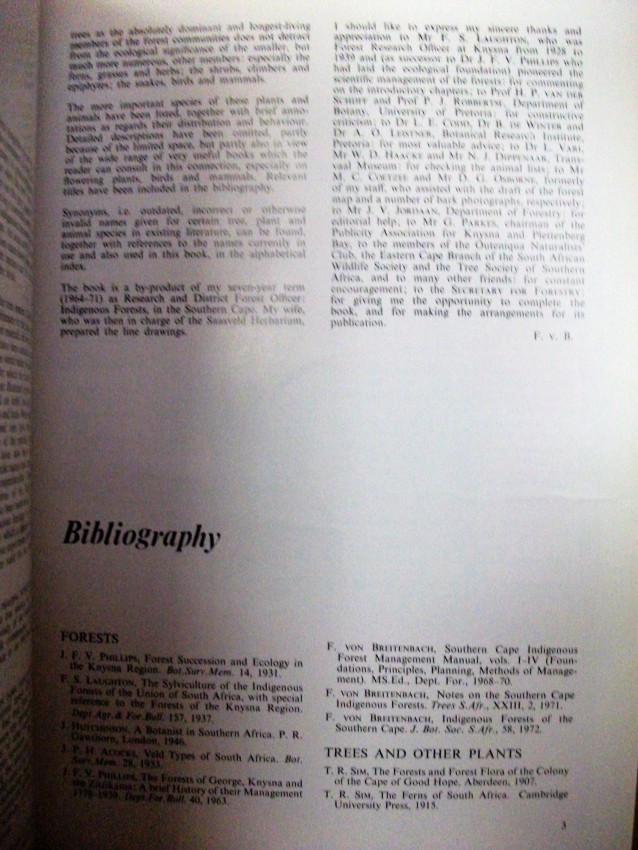 trees as the absolutely dominant and longest-living
members of the forest communities does not detract
from the ecological significance of the smaller, but
much more numerous, other members: especially the
ferns, grasses and herbs; the shrubs, climbers and
epiphytes; the snakes, birds and mammals.
The more important species of these plants and
animals have been listed, together with brief anno-
tations as regards their distribution and behaviour.
Detailed descriptions have been omitted, partly
because of the limited space, but partly also in view
of the wide range of very useful books which the
reader can consult in this connection, especially on
flowering plants, birds and mammals. Relevant
titles have been included in the bibliography.
Synonyms, i.e. outdated, incorrect or otherwise
invalid names given for certain tree, plant and
animal species in existing literature, can be found,
together with references to the names currently in
use and also used in this book, in the alphabetical
index.
The book is a by-product of my seven-year term
(1964-71) as Research and District Forest Officer:
Indigenous Forests, in the Southern Cape. My wife,
who was then in charge of the Saasveld Herbarium,
prepared the line drawings.
I should like to express my sincere thanks and
appreciation to Mr F. S. LAUGHTON, who was
Forest Research Officer at Knysna from 1928 to
1939 and (as successor to Dr J. F. V. PHILLIPS who
had laid the ecological foundation) pioneered the
scientific management of the forests: for commenting
on the introductory chapters; to Prof H. P. VAN DER
SCHIJFF and Prof P. J. ROBBERTSE, Department of
Botany, University of Pretoria: for constructive
criticism; to Dr L. E. CODD, Dr B. DE WINTER and
Dr A. O. LEISTNER, Botanical Research Institute,
Pretoria: for most valuable advice; to Dr L. VARI,
Mr W. D. HAACKE and Mr N. J. DIPPENAAR, Trans-
vaal Museum: for checking the animal lists; to Mr
M. C. COETZEE and Mr D. G. OSBORNE, formerly
of my staff, who assisted with the draft of the forest
map and a number of bark photographs, respectively;
to Mr J. V. JORDAAN, Department of Forestry: for
editorial help; to Mr G. PARKES, chairman of the
Publicity Association for Knysna and Plettenberg
Bay, to the members of the Outeniqua Naturalists'
Club, the Eastern Cape Branch of the South African
Wildlife Society and the Tree Society of Southern
Africa, and to many other friends: for constant
encouragement; to the SECRETARY FOR FORESTRY:
for giving me the opportunity to complete the
book, and for making the arrangements for its
publication.
F. v. B.
Bibliography
FORESTS
J. F. V. PHILLIPS, Forest Succession and Ecology in
the Knysna Region. Bot.Surv.Mem. 14, 1931.
F. S. LAUGHTON, The Sylviculture of the Indigenous
Forests of the Union of South Africa, with special
reference to the Forests of the Knysna Region.
Dept.Agr.& For.Bull. 157, 1937.
J. HUTCHINSON, A Botanist in Southern Africa. P. R.
Gawthorn, London, 1946.
J. P. H. ACOCKS, Veld Types of South Africa. Bot.
Surv.Mem. 28, 1953.
J. F. V. PHILLIPS, The Forests of George, Knysna and
the Zitzikama: A brief History of their Management
1778-1939. Dept.For.Bull. 40, 1963.
F. VON BREITENBACH, Southern Cape Indigenous
Forest Management Manual, vols. I-IV (Foun-
dations, Principles, Planning, Methods of Manage-
ment). MS.Ed., Dept. For., 1968-70.
F. VON BREITENBACH, Notes on the Southern Cape
Indigenous Forests. Trees S.Afr., XXIII, 2, 1971.
F. VON BREITENBACH, Indigenous Forests of the
Southern Cape. J. Bot. Soc. S.Afr., 58, 1972.
TREES AND OTHER PLANTS
T. R. SIM, The Forests and Forest Flora of the Colony
of the Cape of Good Hope. Aberdeen, 1907.
T. R. SIM, The Ferns of South Africa. Cambridge
University Press, 1915.
3